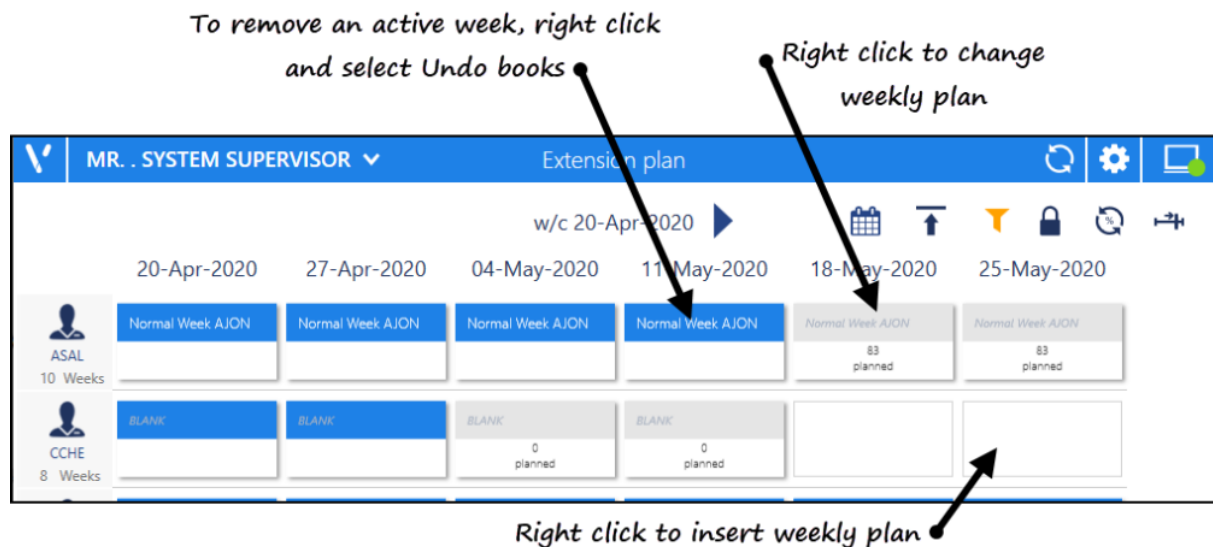 To remove an active week, right click
and select Undo books
Right click to change
weekly plan
MR. . SYSTEM SUPERVISOR
Extension plan
w/c 20-Apr-2020
%
20-Apr-2020 27-Apr-2020 04-May-2020 11-May-2020 18-May-2020 25-May-2020
Normal Week AJON Normal Week AJON Normal Week AJON Normal Week AJON Normal Week AJON Normal Week AJON
83 83
planned planned
ASAL
10 Weeks
BLANK BLANK BLANK BLANK
0 0
planned planned
CCHE
8 Weeks
Right click to insert weekly plan